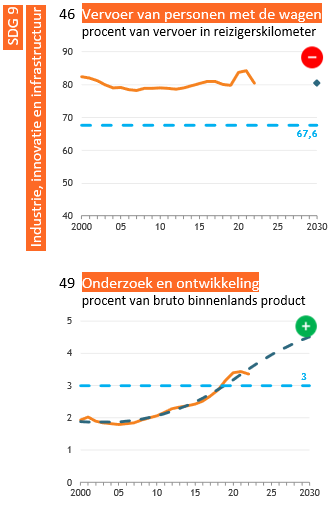 SDG 9
Industrie, innovatie en infrastructuur
46 Vervoer van personen met de wagen
procent van vervoer in reizigerskilometer
90
80
70
60
50
40
67,6
2000 05 10 15 20 25 2030
49 Onderzoek en ontwikkeling
procent van bruto binnenlands product
5
4
3
2
1
0
3
2000 05 10 15 20 25 2030